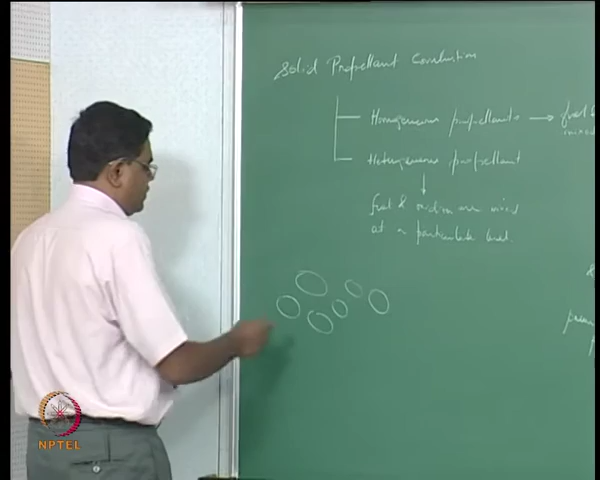 Solid Propellant Combustion
Homogeneous propellants → fuel &
Heterogeneous propellant
fuel & oxidizer are mixed
at a particulate level.
NPTEL